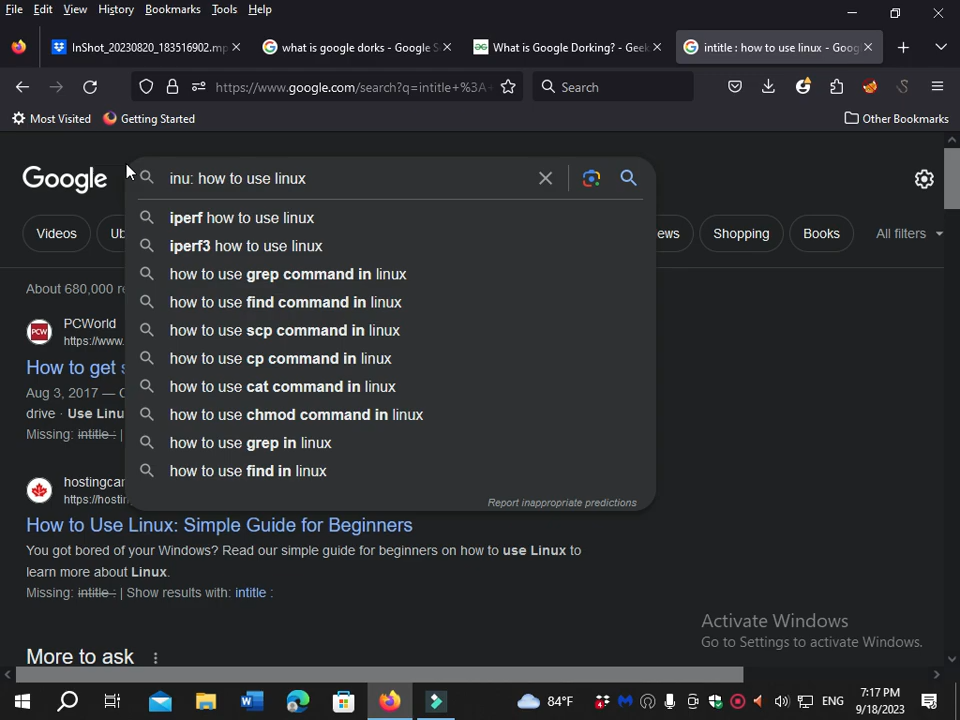 File Edit View History Bookmarks Tools Help
InShot_20230820_183516902.mp
what is google dorks - Google S
What is Google Dorking? - Geek
intitle : how to use linux - Goog
https://www.google.com/search?q=intitle+%3A+
Search
Most Visited
Getting Started
Other Bookmarks
Google
inu: how to use linux
iperf how to use linux
iperf3 how to use linux
how to use grep command in linux
how to use find command in linux
how to use scp command in linux
how to use cp command in linux
how to use cat command in linux
how to use chmod command in linux
how to use grep in linux
how to use find in linux
Report inappropriate predictions
Videos
Ub
ews
Shopping
Books
All filters
About 680,000 r
PCW
PCWorld
https://www.
How to get s
Aug 3, 2017 —
drive · Use Linu
Missing: intitle : |
hostingcan
https://hostin
How to Use Linux: Simple Guide for Beginners
You got bored of your Windows? Read our simple guide for beginners on how to use Linux to
learn more about Linux.
Missing: intitle : | Show results with: intitle :
More to ask
Activate Windows
Go to Settings to activate Windows.
84°F
ENG
7:17 PM
9/18/2023